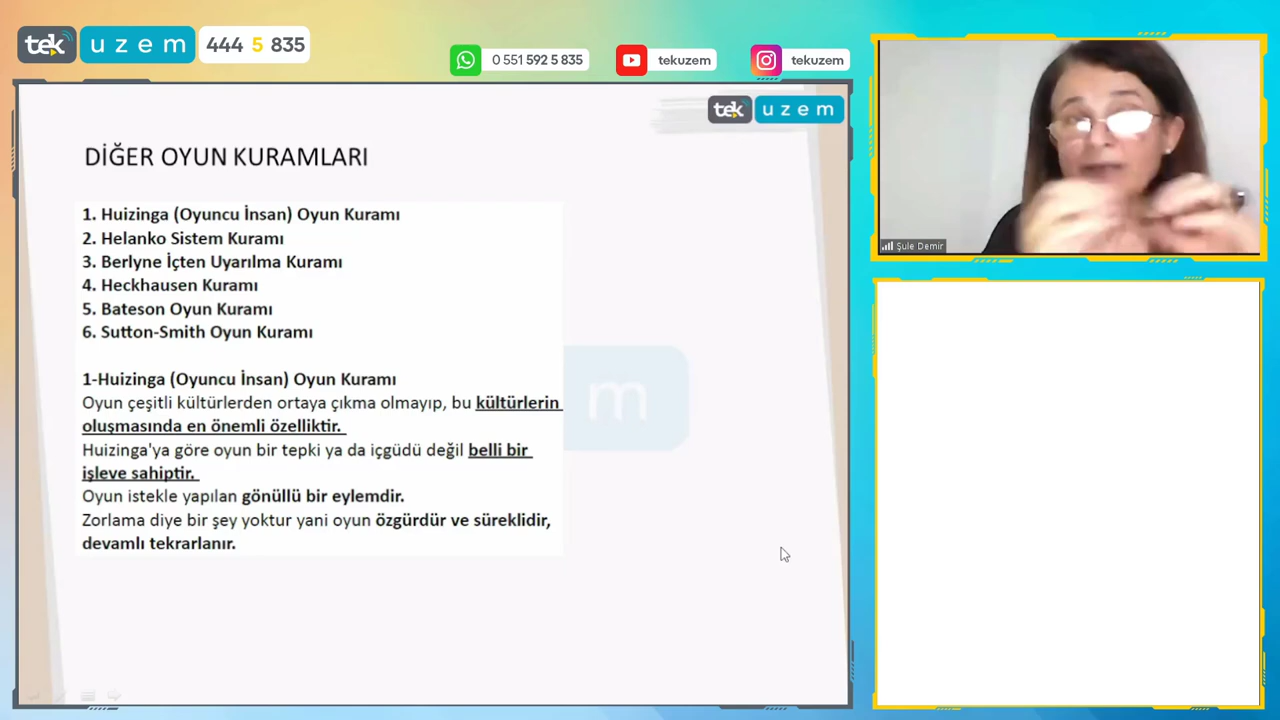 tek uzem 444 5 835
0 551 592 5 835
tekuzem
tekuzem
tek uzem
DİĞER OYUN KURAMLARI
1. Huizinga (Oyuncu İnsan) Oyun Kuramı
2. Helanko Sistem Kuramı
3. Berlyne İçten Uyarılma Kuramı
4. Heckhausen Kuramı
5. Bateson Oyun Kuramı
6. Sutton-Smith Oyun Kuramı
1-Huizinga (Oyuncu İnsan) Oyun Kuramı
Oyun çeşitli kültürlerden ortaya çıkma olmayıp, bu kültürlerin
oluşmasında en önemli özelliktir.
Huizinga'ya göre oyun bir tepki ya da içgüdü değil belli bir
işleve sahiptir.
Oyun istekle yapılan gönüllü bir eylemdir.
Zorlama diye bir şey yoktur yani oyun özgürdür ve süreklidir,
devamlı tekrarlanır.
m
Şule Demir